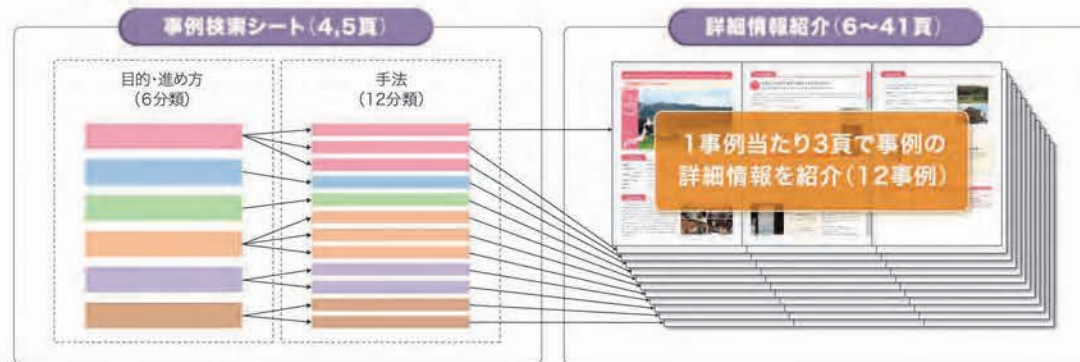 事例検索シート(4,5頁)
目的・進め方
(6分類)
手法
(12分類)
詳細情報紹介(6〜41頁)
1事例当たり3頁で事例の
詳細情報を紹介(12事例)